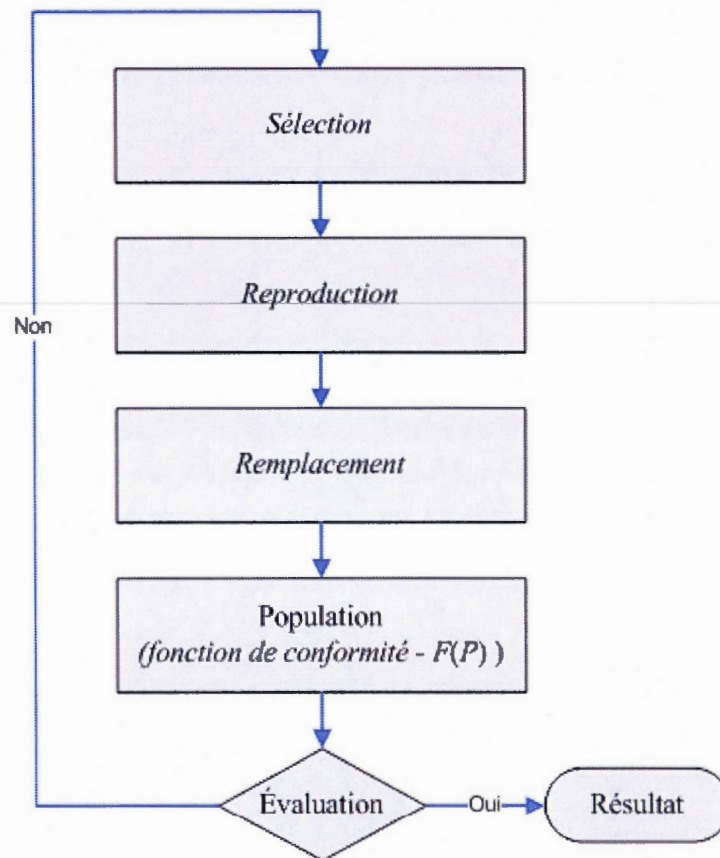 Sélection
Reproduction
Non
Remplacement
Population
(fonction de conformité - F(P) )
Évaluation
Oui
Résultat